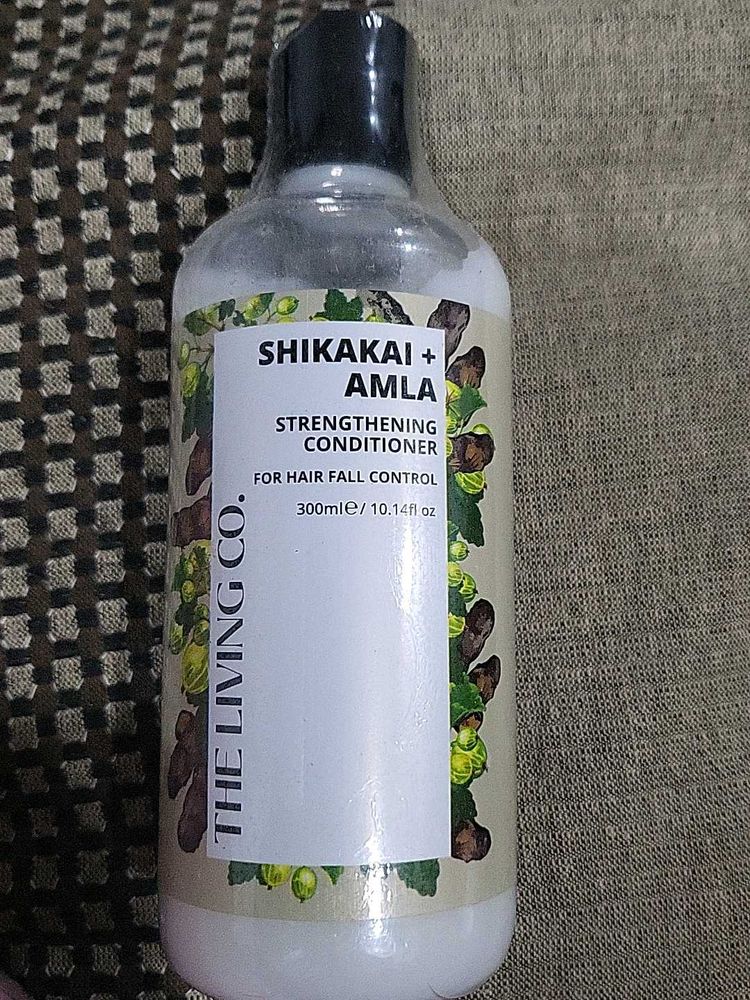 SHIKAKAI +
AMLA
STRENGTHENING
CONDITIONER
FOR HAIR FALL CONTROL
300ml℮/ 10.14fl oz
THE LIVING CO.